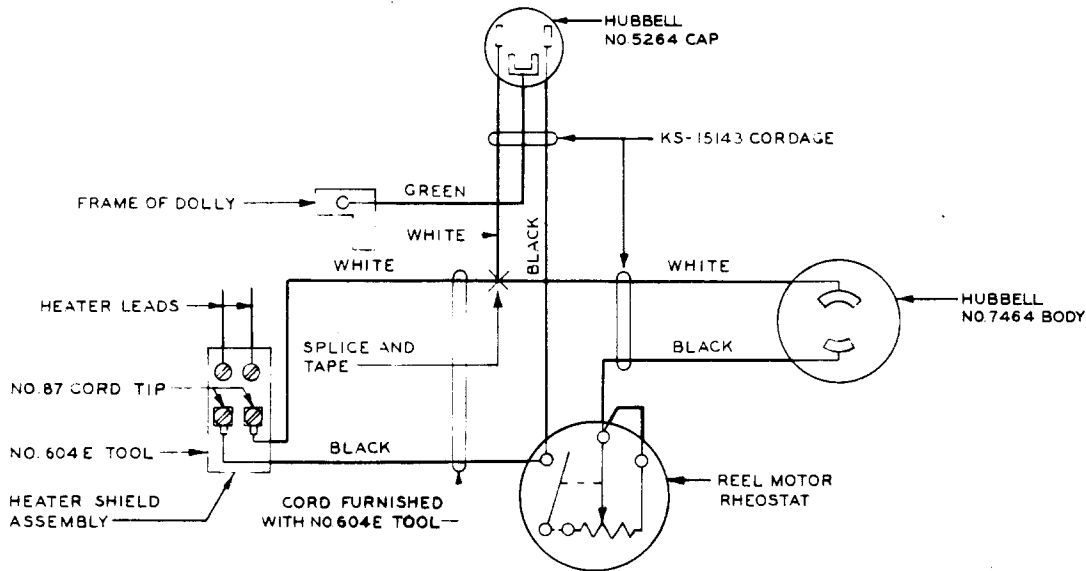 HUBBELL
NO. 5264 CAP
KS-15143 CORDAGE
GREEN
FRAME OF DOLLY
WHITE
BLACK
WHITE
WHITE
HEATER LEADS
HUBBELL
NO. 7464 BODY
SPLICE AND
TAPE
BLACK
NO. 87 CORD TIP
BLACK
NO. 604E TOOL
REEL MOTOR
RHEOSTAT
HEATER SHIELD
ASSEMBLY
CORD FURNISHED
WITH NO. 604E TOOL